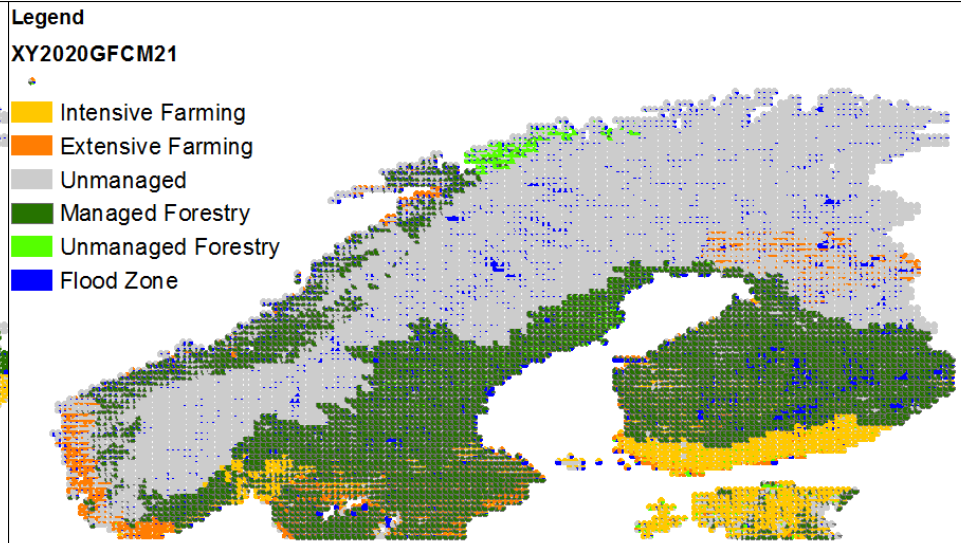 Legend
XY2020GFCM21
Intensive Farming
Extensive Farming
Unmanaged
Managed Forestry
Unmanaged Forestry
Flood Zone